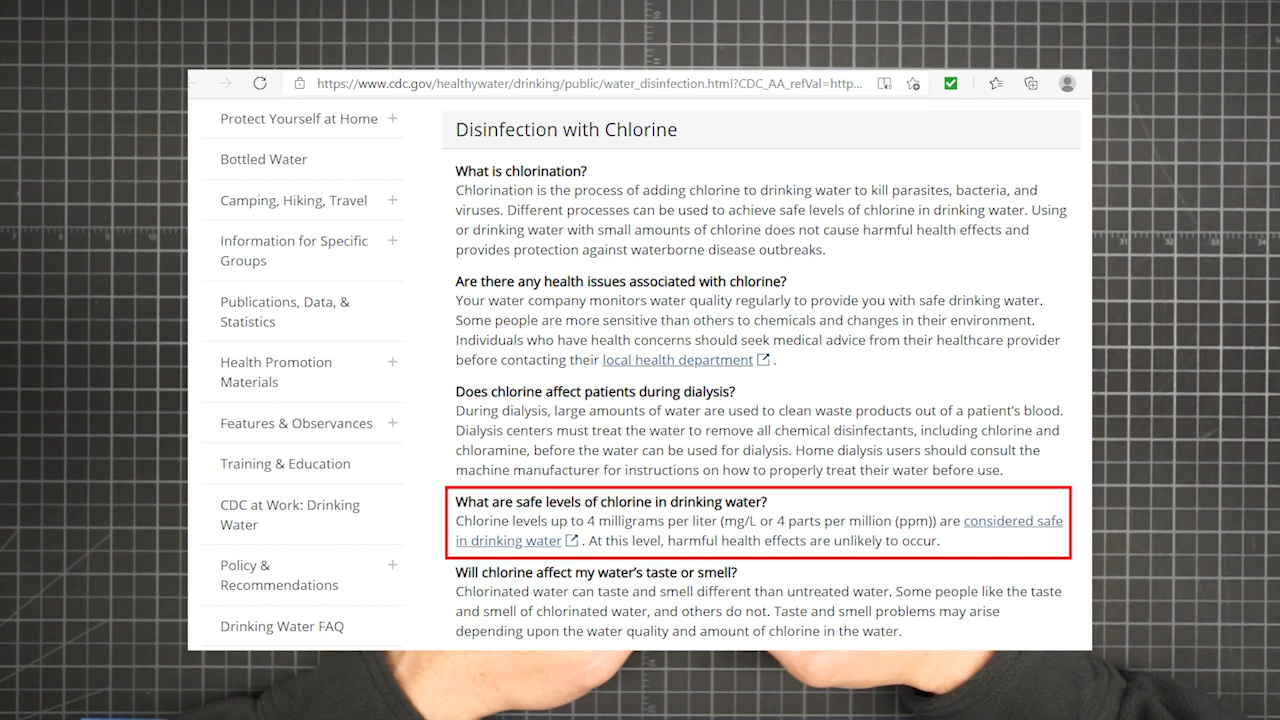 https://www.cdc.gov/healthywater/drinking/public/water_disinfection.html?CDC_AA_refVal=http...
Protect Yourself at Home +
Bottled Water
Camping, Hiking, Travel +
Information for Specific +
Groups
Publications, Data, &
Statistics
Health Promotion +
Materials
Features & Observances +
Training & Education
CDC at Work: Drinking
Water
Policy & +
Recommendations
Drinking Water FAQ
Disinfection with Chlorine
What is chlorination?
Chlorination is the process of adding chlorine to drinking water to kill parasites, bacteria, and
viruses. Different processes can be used to achieve safe levels of chlorine in drinking water. Using
or drinking water with small amounts of chlorine does not cause harmful health effects and
provides protection against waterborne disease outbreaks.
Are there any health issues associated with chlorine?
Your water company monitors water quality regularly to provide you with safe drinking water.
Some people are more sensitive than others to chemicals and changes in their environment.
Individuals who have health concerns should seek medical advice from their healthcare provider
before contacting their local health department .
Does chlorine affect patients during dialysis?
During dialysis, large amounts of water are used to clean waste products out of a patient's blood.
Dialysis centers must treat the water to remove all chemical disinfectants, including chlorine and
chloramine, before the water can be used for dialysis. Home dialysis users should consult the
machine manufacturer for instructions on how to properly treat their water before use.
What are safe levels of chlorine in drinking water?
Chlorine levels up to 4 milligrams per liter (mg/L or 4 parts per million (ppm)) are considered safe
in drinking water . At this level, harmful health effects are unlikely to occur.
Will chlorine affect my water's taste or smell?
Chlorinated water can taste and smell different than untreated water. Some people like the taste
and smell of chlorinated water, and others do not. Taste and smell problems may arise
depending upon the water quality and amount of chlorine in the water.